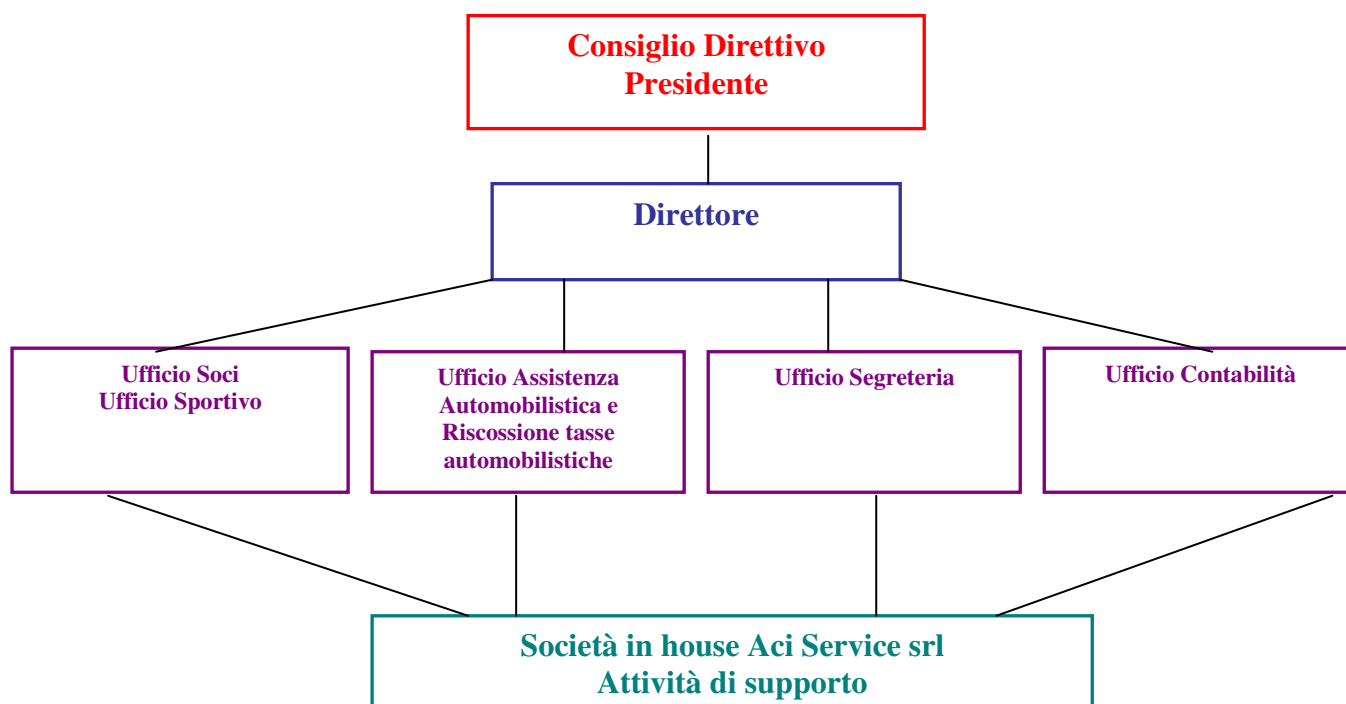 Consiglio Direttivo
Presidente
Direttore
Ufficio Soci
Ufficio Sportivo
Ufficio Assistenza
Automobilistica e
Riscossione tasse
automobilistiche
Ufficio Segreteria
Ufficio Contabilità
Società in house Aci Service srl
Attività di supporto